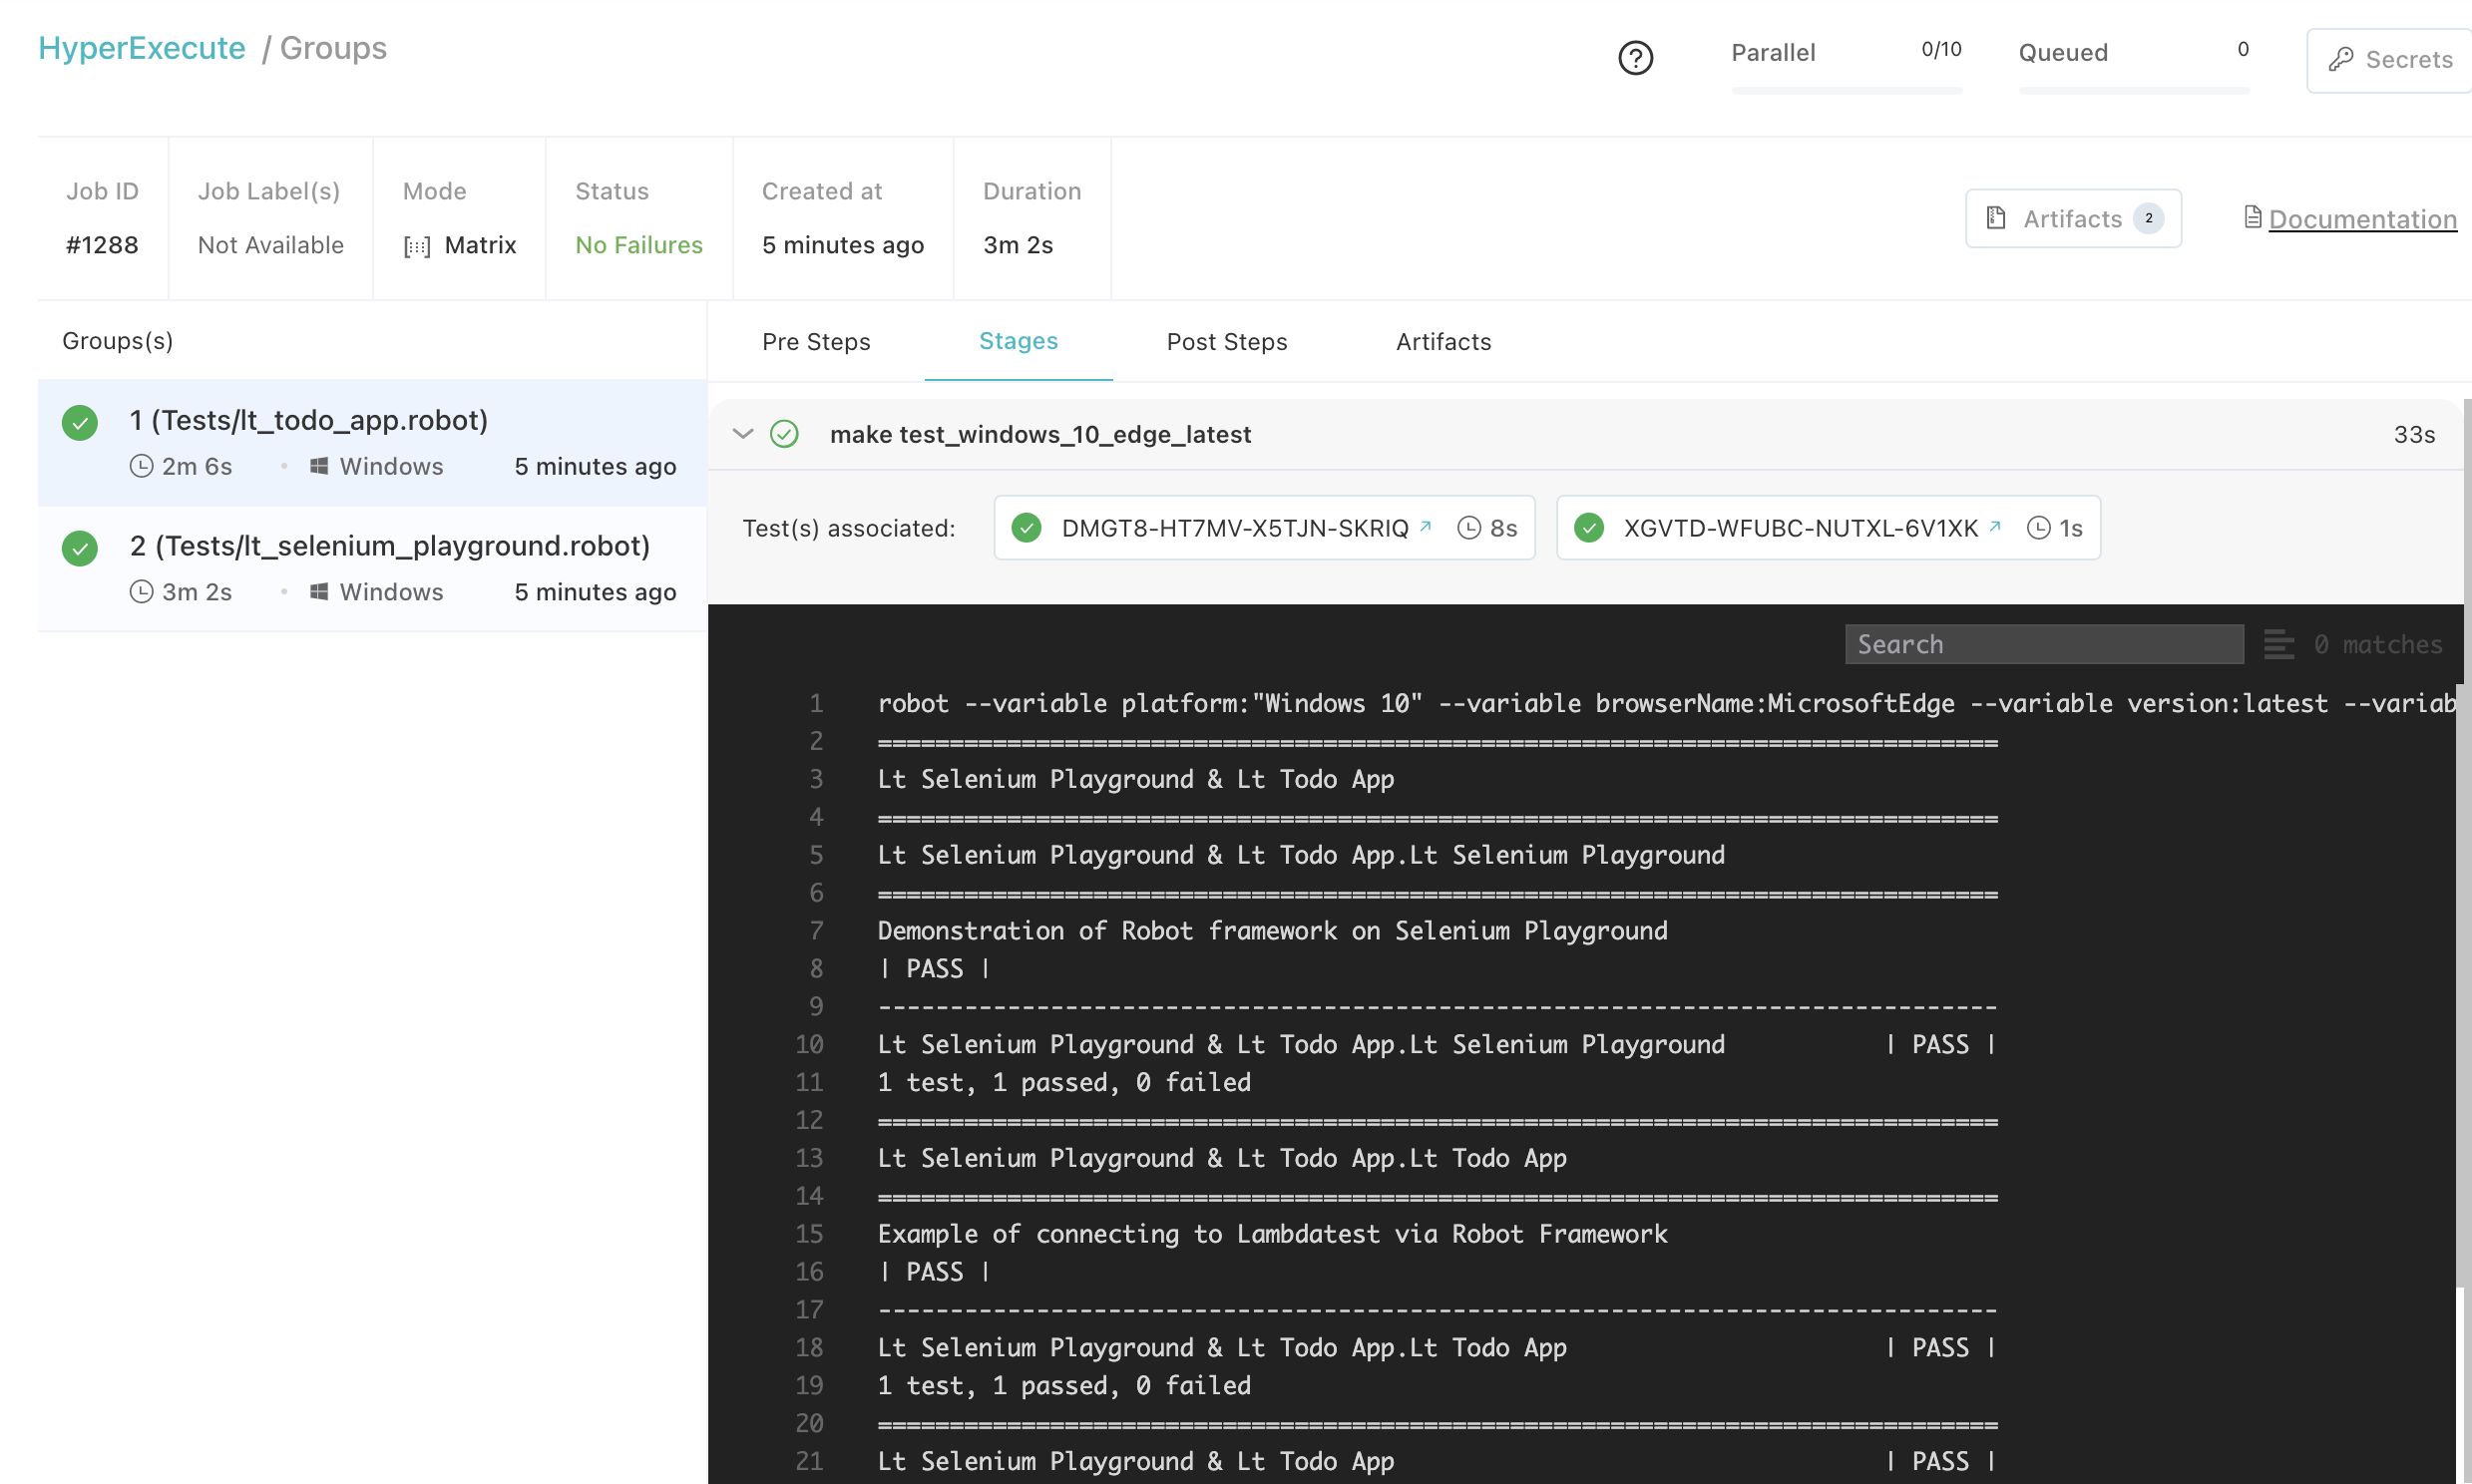 HyperExecute / Groups
Parallel 0/10
Queued 0
Secrets
Job ID
#1288
Job Label(s)
Not Available
Mode
Matrix
Status
No Failures
Created at
5 minutes ago
Duration
3m 2s
Artifacts 2
Documentation
Groups(s)
1 (Tests/lt_todo_app.robot)
2m 6s • Windows 5 minutes ago
2 (Tests/lt_selenium_playground.robot)
3m 2s • Windows 5 minutes ago
Pre Steps Stages Post Steps Artifacts
make test_windows_10_edge_latest 33s
Test(s) associated: DMGT8-HT7MV-X5TJN-SKRIQ 8s XGVTD-WFUBC-NUTXL-6V1XK 1s
Search 0 matches
1 robot --variable platform:"Windows 10" --variable browserName:MicrosoftEdge --variable version:latest --variab
2 ==============================================================================
3 Lt Selenium Playground & Lt Todo App
4 ==============================================================================
5 Lt Selenium Playground & Lt Todo App.Lt Selenium Playground
6 ==============================================================================
7 Demonstration of Robot framework on Selenium Playground
8 | PASS |
9 ------------------------------------------------------------------------------
10 Lt Selenium Playground & Lt Todo App.Lt Selenium Playground | PASS |
11 1 test, 1 passed, 0 failed
12 ==============================================================================
13 Lt Selenium Playground & Lt Todo App.Lt Todo App
14 ==============================================================================
15 Example of connecting to Lambdatest via Robot Framework
16 | PASS |
17 ------------------------------------------------------------------------------
18 Lt Selenium Playground & Lt Todo App.Lt Todo App | PASS |
19 1 test, 1 passed, 0 failed
20 ==============================================================================
21 Lt Selenium Playground & Lt Todo App | PASS |